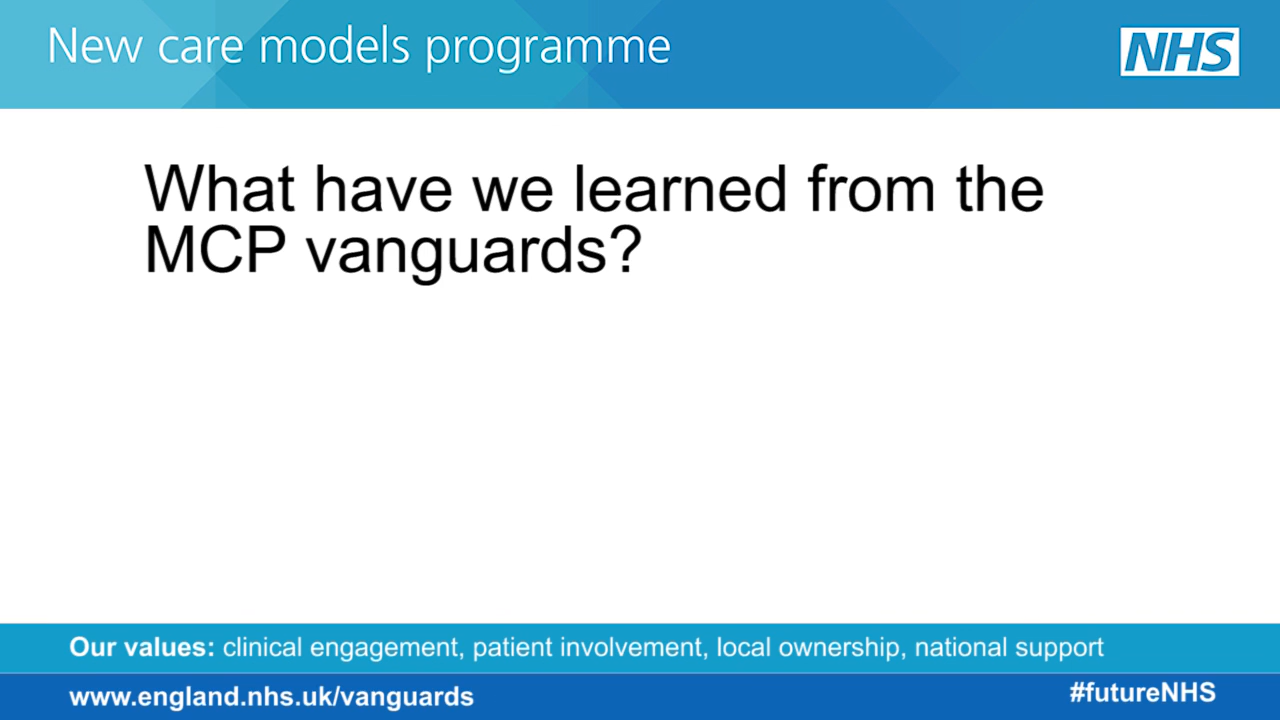 New care models programme
NHS
What have we learned from the
MCP vanguards?
Our values: clinical engagement, patient involvement, local ownership, national support
www.england.nhs.uk/vanguards
#futureNHS